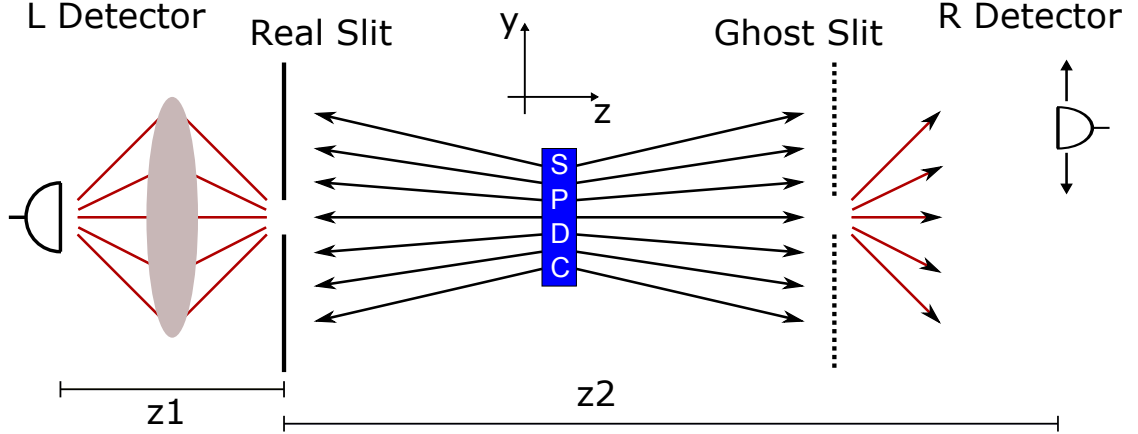 L Detector
Real Slit
y
z
Ghost Slit
R Detector
S
P
D
C
z1
z2